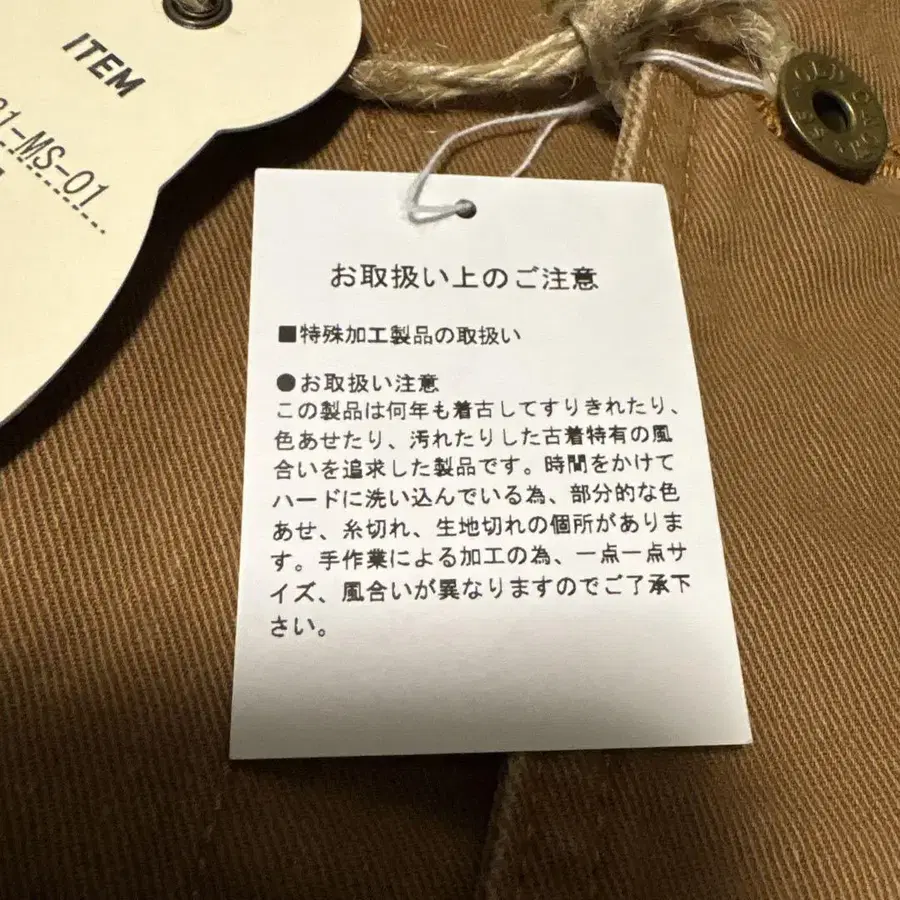 ITEM
1-MS-01
お取扱い上のご注意
■特殊加工製品の取扱い
●お取扱い注意
この製品は何年も着古してすりきれたり、
色あせたり、汚れたりした古着特有の風
合いを追求した製品です。時間をかけて
ハードに洗い込んでいる為、部分的な色
あせ、糸切れ、生地切れの個所がありま
す。手作業による加工の為、一点一点サ
イズ、風合いが異なりますのでご了承下
さい。